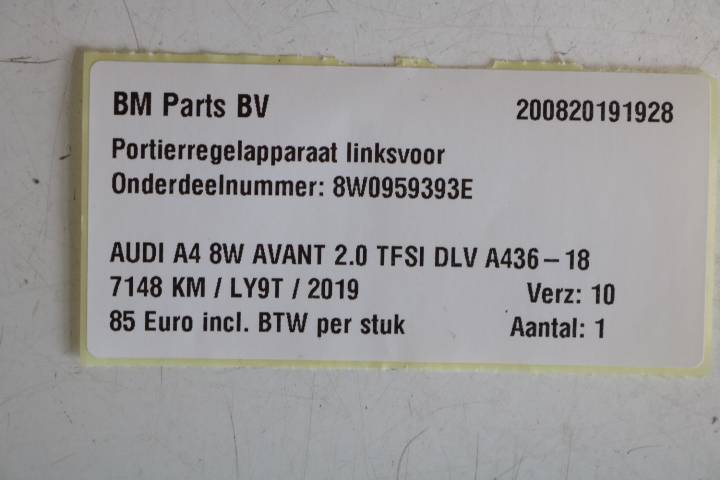 BM Parts BV 200820191928
Portierregelapparaat linksvoor
Onderdeelnummer: 8W0959393E
AUDI A4 8W AVANT 2.0 TFSI DLV A436-18
7148 KM / LY9T / 2019 Verz: 10
85 Euro incl. BTW per stuk Aantal: 1